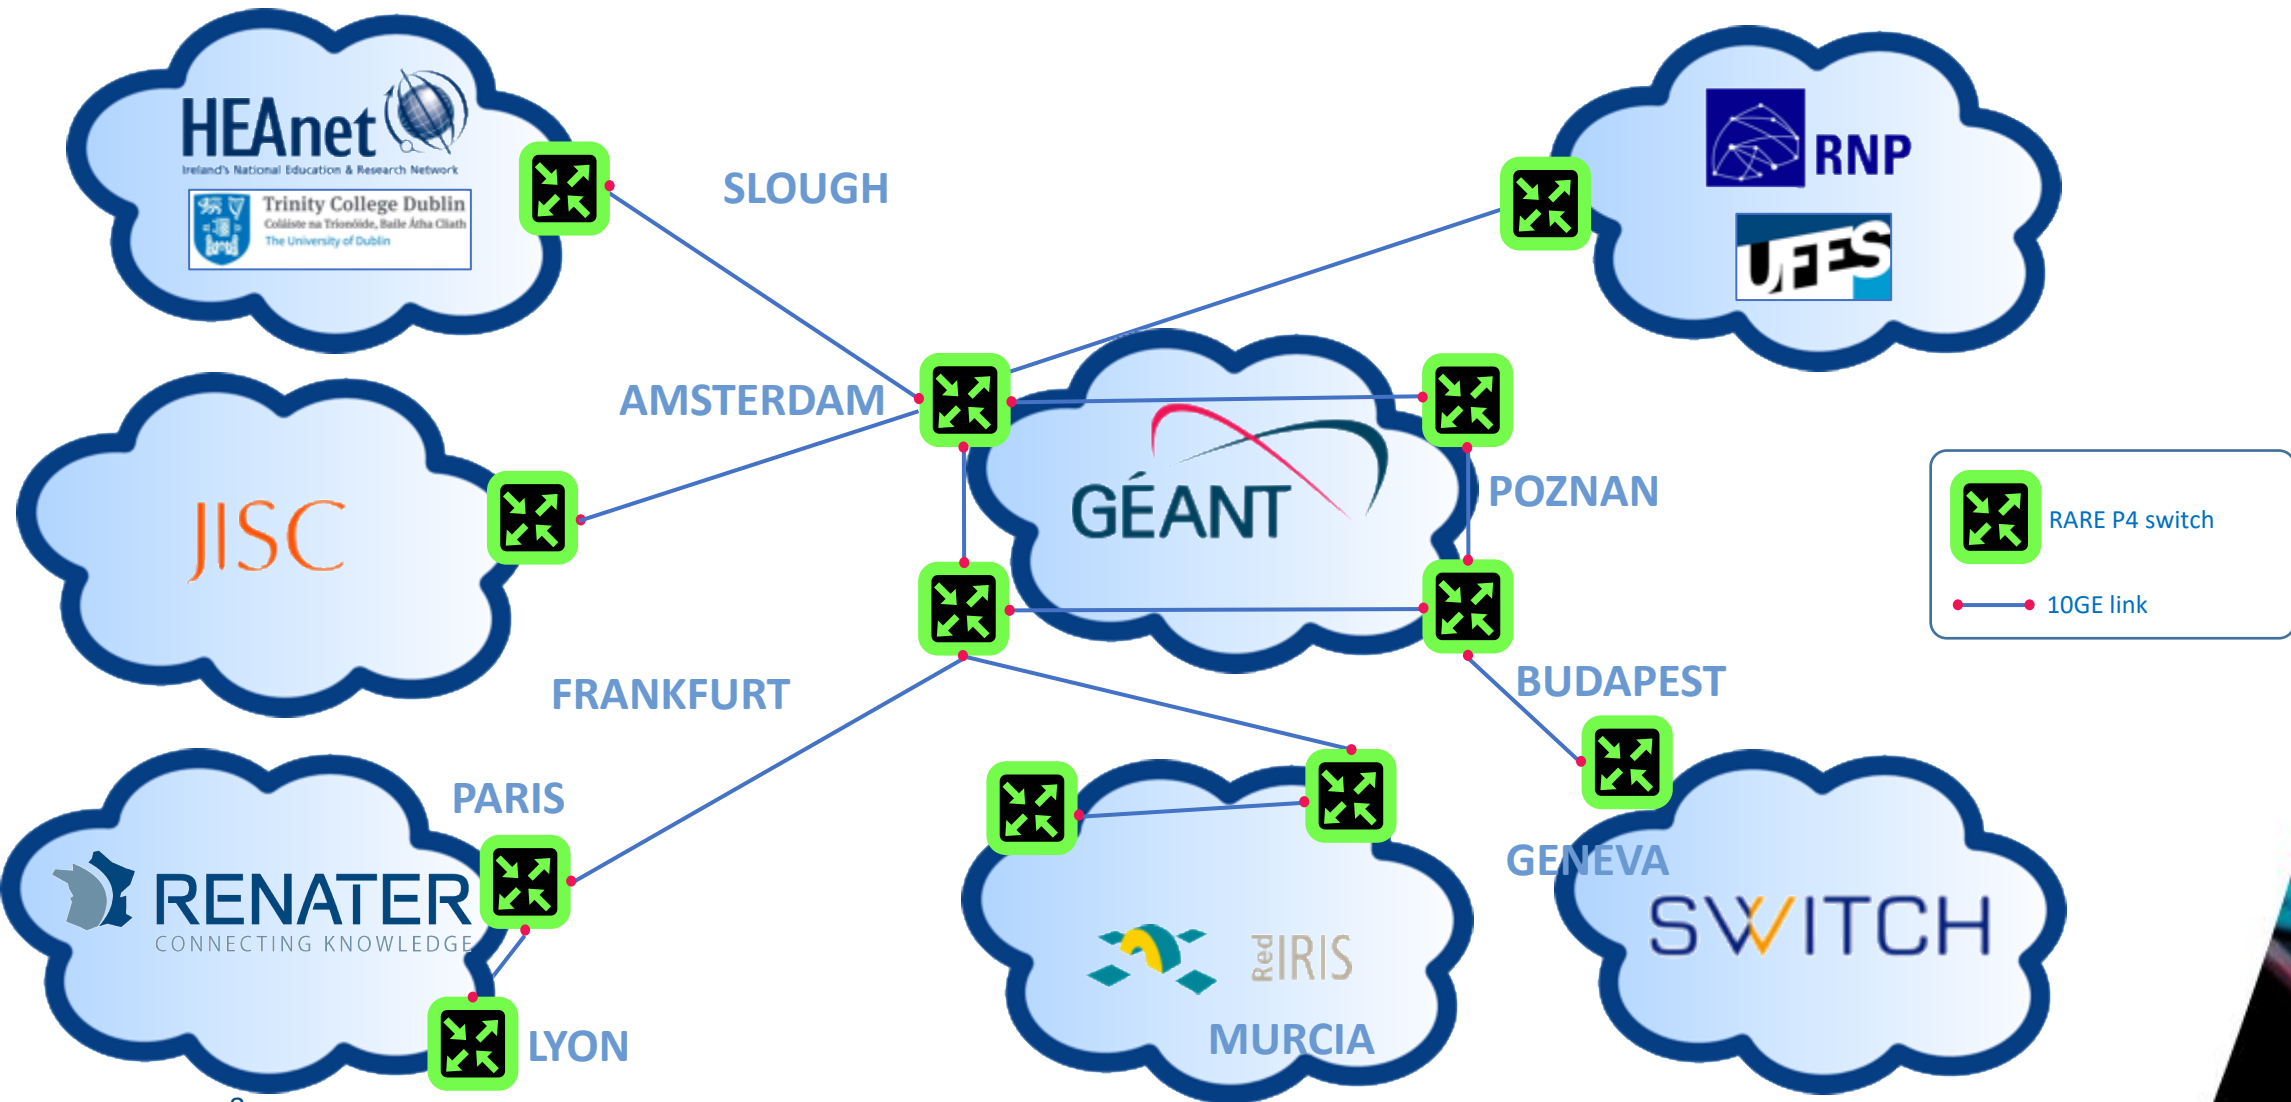 HEAnet
Ireland's National Education & Research Network
Trinity College Dublin
Coláiste na Tríonóide, Baile Átha Cliath
The University of Dublin
SLOUGH
RNP
UFES
AMSTERDAM
JISC
GÉANT
POZNAN
RARE P4 switch
10GE link
FRANKFURT
BUDAPEST
PARIS
RENATER
CONNECTING KNOWLEDGE
GENEVA
SWITCH
RedIRIS
MURCIA
LYON